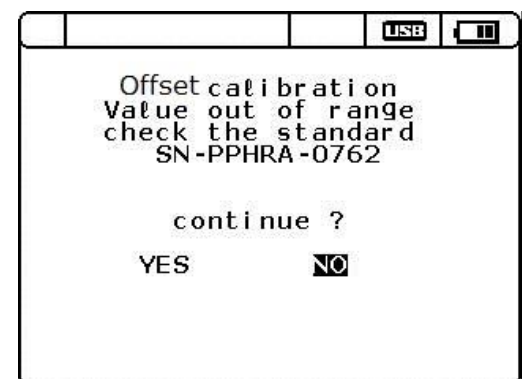 USB
Offset calibration
Value out of range
check the standard
SN-PPHRA-0762
continue ?
YES NO